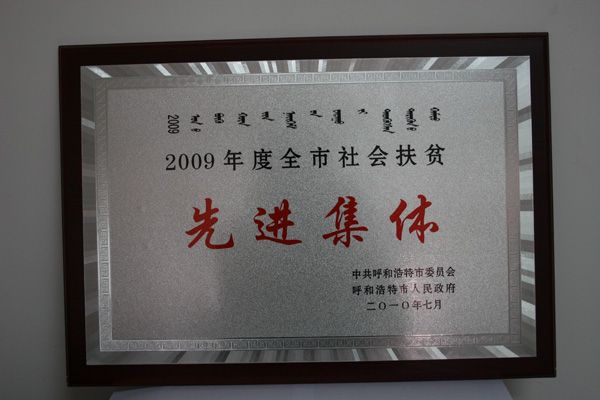 2009
2009年度全市社会扶贫
先进集体
中共呼和浩特市委员会
呼和浩特市人民政府
二〇一〇年七月